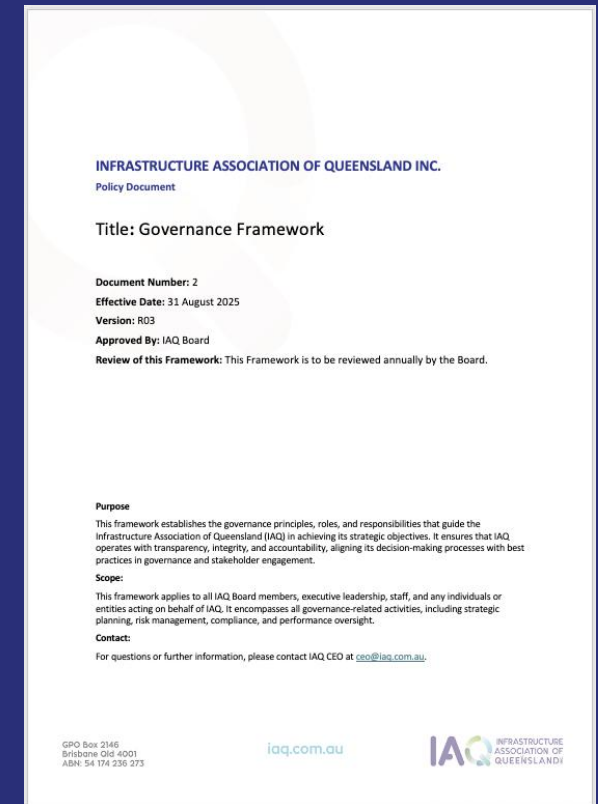 INFRASTRUCTURE ASSOCIATION OF QUEENSLAND INC.
Policy Document
Title: Governance Framework
Document Number: 2
Effective Date: 31 August 2025
Version: R03
Approved By: IAQ Board
Review of this Framework: This Framework is to be reviewed annually by the Board.
Purpose
This framework establishes the governance principles, roles, and responsibilities that guide the
Infrastructure Association of Queensland (IAQ) in achieving its strategic objectives. It ensures that IAQ
operates with transparency, integrity, and accountability, aligning its decision-making processes with best
practices in governance and stakeholder engagement.
Scope:
This framework applies to all IAQ Board members, executive leadership, staff, and any individuals or
entities acting on behalf of IAQ. It encompasses all governance-related activities, including strategic
planning, risk management, compliance, and performance oversight.
Contact:
For questions or further information, please contact IAQ CEO at ceo@iaq.com.au.
GPO Box 2146
Brisbane Qld 4001
ABN: 54 174 236 273
iaq.com.au
IAQ
INFRASTRUCTURE
ASSOCIATION OF
QUEENSLAND